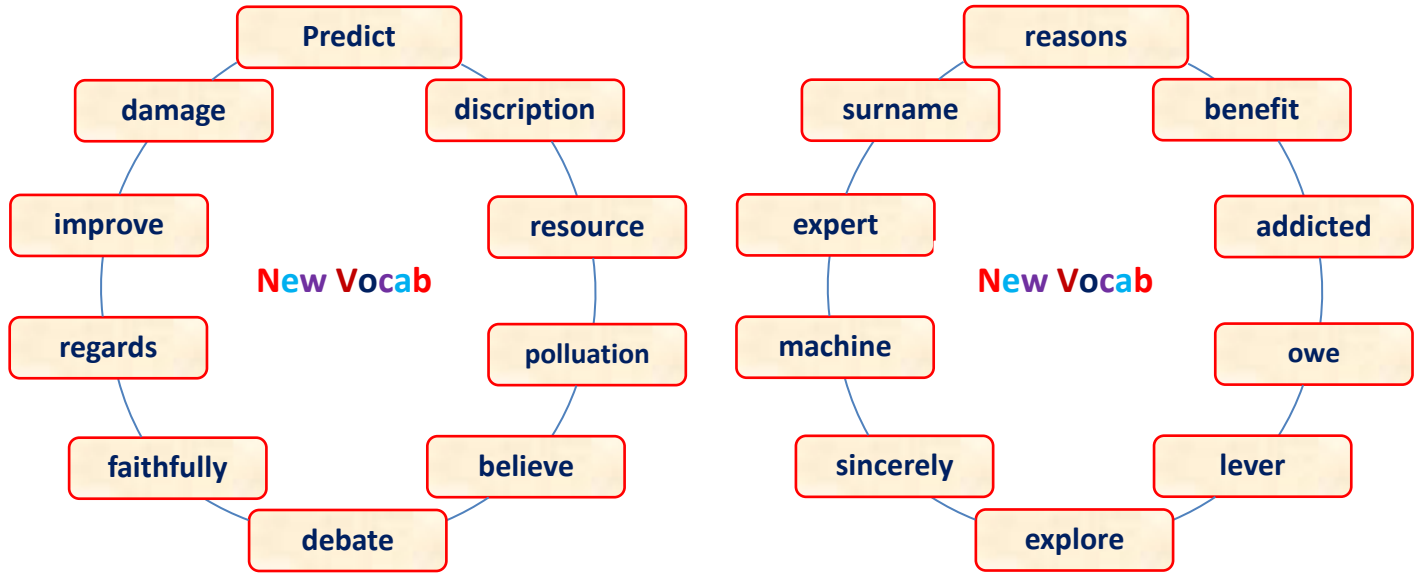 Predict
discription
resource
polluation
believe
debate
faithfully
regards
improve
damage
New Vocab
reasons
benefit
addicted
owe
lever
explore
sincerely
machine
expert
surname
New Vocab